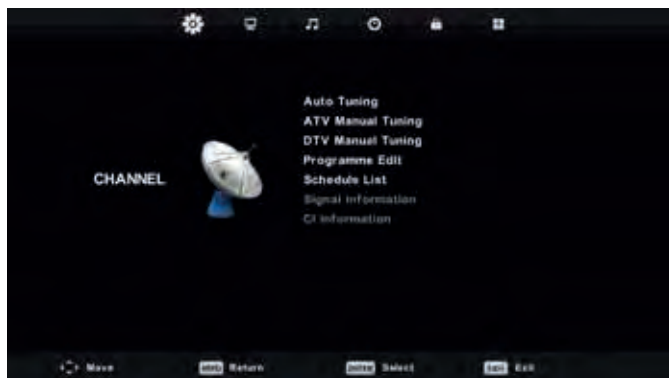 Auto Tuning
ATV Manual Tuning
DTV Manual Tuning
Programme Edit
CHANNEL
Schedule List
Signal Information
CI Information
Move
Return
Select
Exit